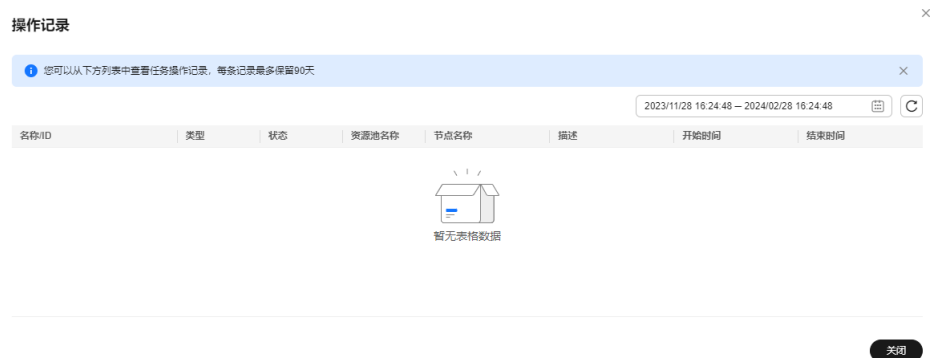 操作记录
您可以从下方列表中查看任务操作记录，每条记录最多保留90天
2023/11/28 16:24:48 — 2024/02/28 16:24:48
名称/ID 类型 状态 资源池名称 节点名称 描述 开始时间 结束时间
暂无表格数据
关闭